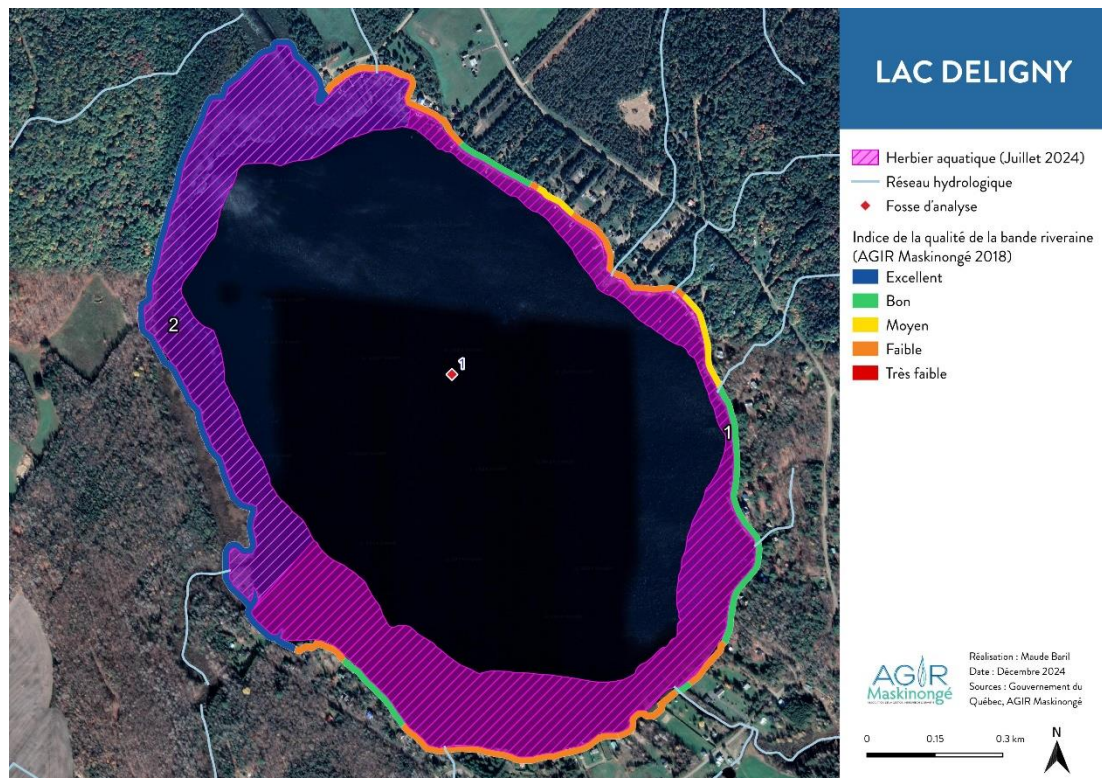 LAC DELIGNY
Herbier aquatique (Juillet 2024)
Réseau hydrologique
Fosse d'analyse
Indice de la qualité de la bande riveraine
(AGIR Maskinongé 2018)
Excellent
Bon
Moyen
Faible
Très faible
2
1
1
AGIR
Maskinongé
Réalisation : Maude Baril
Date : Décembre 2024
Sources : Gouvernement du
Québec, AGIR Maskinongé
0 0.15 0.3 km
N